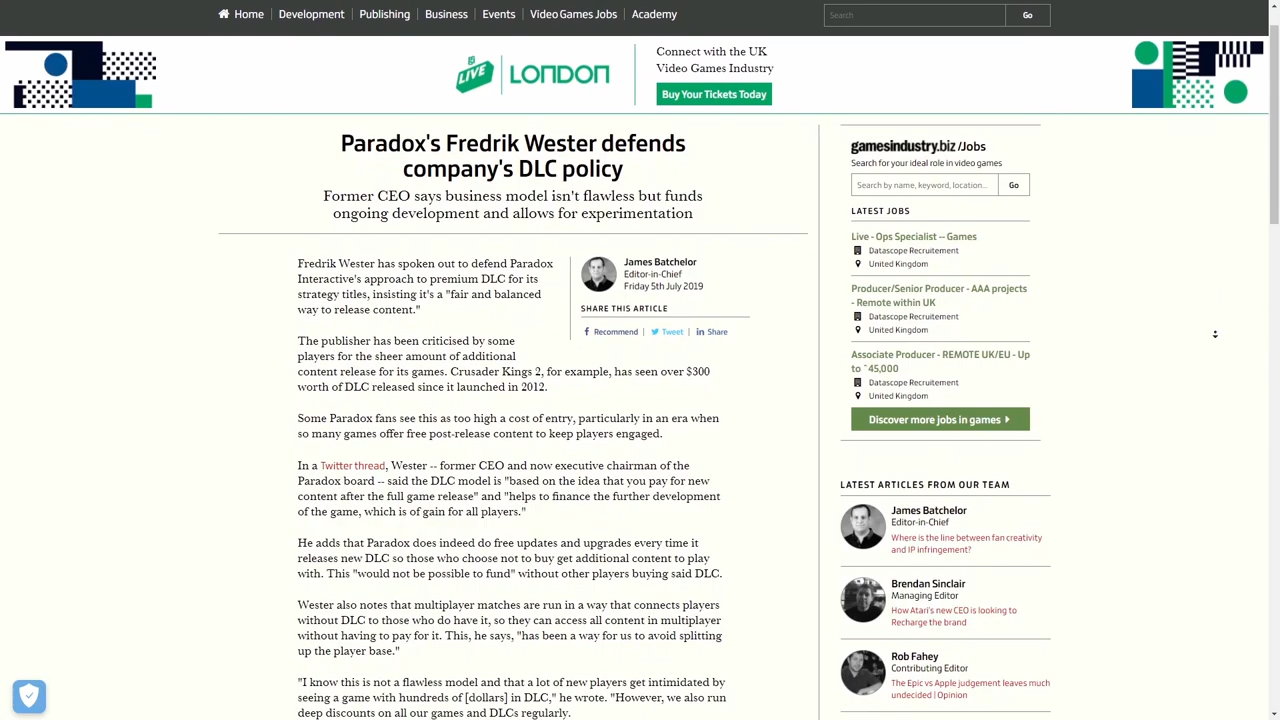 Home Development Publishing Business Events Video Games Jobs Academy Search Go
LIVE LONDON
Connect with the UK
Video Games Industry
Buy Your Tickets Today
Paradox's Fredrik Wester defends
company's DLC policy
Former CEO says business model isn't flawless but funds
ongoing development and allows for experimentation
Fredrik Wester has spoken out to defend Paradox
Interactive's approach to premium DLC for its
strategy titles, insisting it's a "fair and balanced
way to release content."
James Batchelor
Editor-in-Chief
Friday 5th July 2019
SHARE THIS ARTICLE
Recommend | Tweet | Share
The publisher has been criticised by some
players for the sheer amount of additional
content release for its games. Crusader Kings 2, for example, has seen over $300
worth of DLC released since it launched in 2012.
Some Paradox fans see this as too high a cost of entry, particularly in an era when
so many games offer free post-release content to keep players engaged.
In a Twitter thread, Wester -- former CEO and now executive chairman of the
Paradox board -- said the DLC model is "based on the idea that you pay for new
content after the full game release" and "helps to finance the further development
of the game, which is of gain for all players."
He adds that Paradox does indeed do free updates and upgrades every time it
releases new DLC so those who choose not to buy get additional content to play
with. This "would not be possible to fund" without other players buying said DLC.
Wester also notes that multiplayer matches are run in a way that connects players
without DLC to those who do have it, so they can access all content in multiplayer
without having to pay for it. This, he says, "has been a way for us to avoid splitting
up the player base."
"I know this is not a flawless model and that a lot of new players get intimidated by
seeing a game with hundreds of [dollars] in DLC," he wrote. "However, we also run
deep discounts on all our games and DLCs regularly.
gamesindustry.biz /Jobs
Search for your ideal role in video games
Search by name, keyword, location... Go
LATEST JOBS
Live - Ops Specialist -- Games
Datascope Recruitement
United Kingdom
Producer/Senior Producer - AAA projects
- Remote within UK
Datascope Recruitement
United Kingdom
Associate Producer - REMOTE UK/EU - Up
to ˆ45,000
Datascope Recruitement
United Kingdom
Discover more jobs in games
LATEST ARTICLES FROM OUR TEAM
James Batchelor
Editor-in-Chief
Where is the line between fan creativity
and IP infringement?
Brendan Sinclair
Managing Editor
How Atari's new CEO is looking to
Recharge the brand
Rob Fahey
Contributing Editor
The Epic vs Apple judgement leaves much
undecided | Opinion